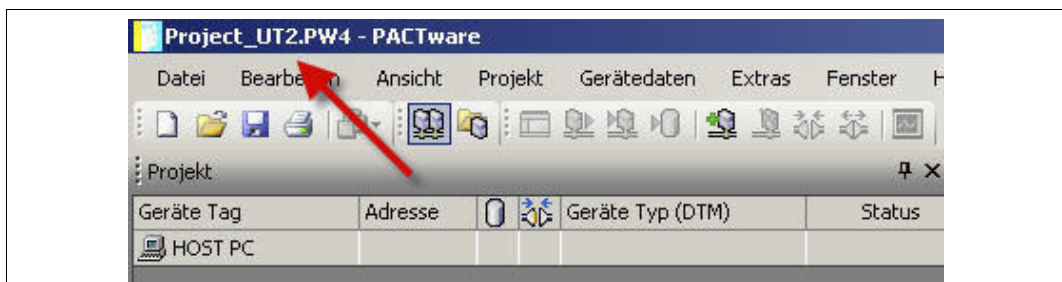 Project_UT2.PW4 - PACTware
Datei Bearbeiten Ansicht Projekt Gerätedaten Extras Fenster H
Projekt
Geräte Tag Adresse Geräte Typ (DTM) Status
HOST PC